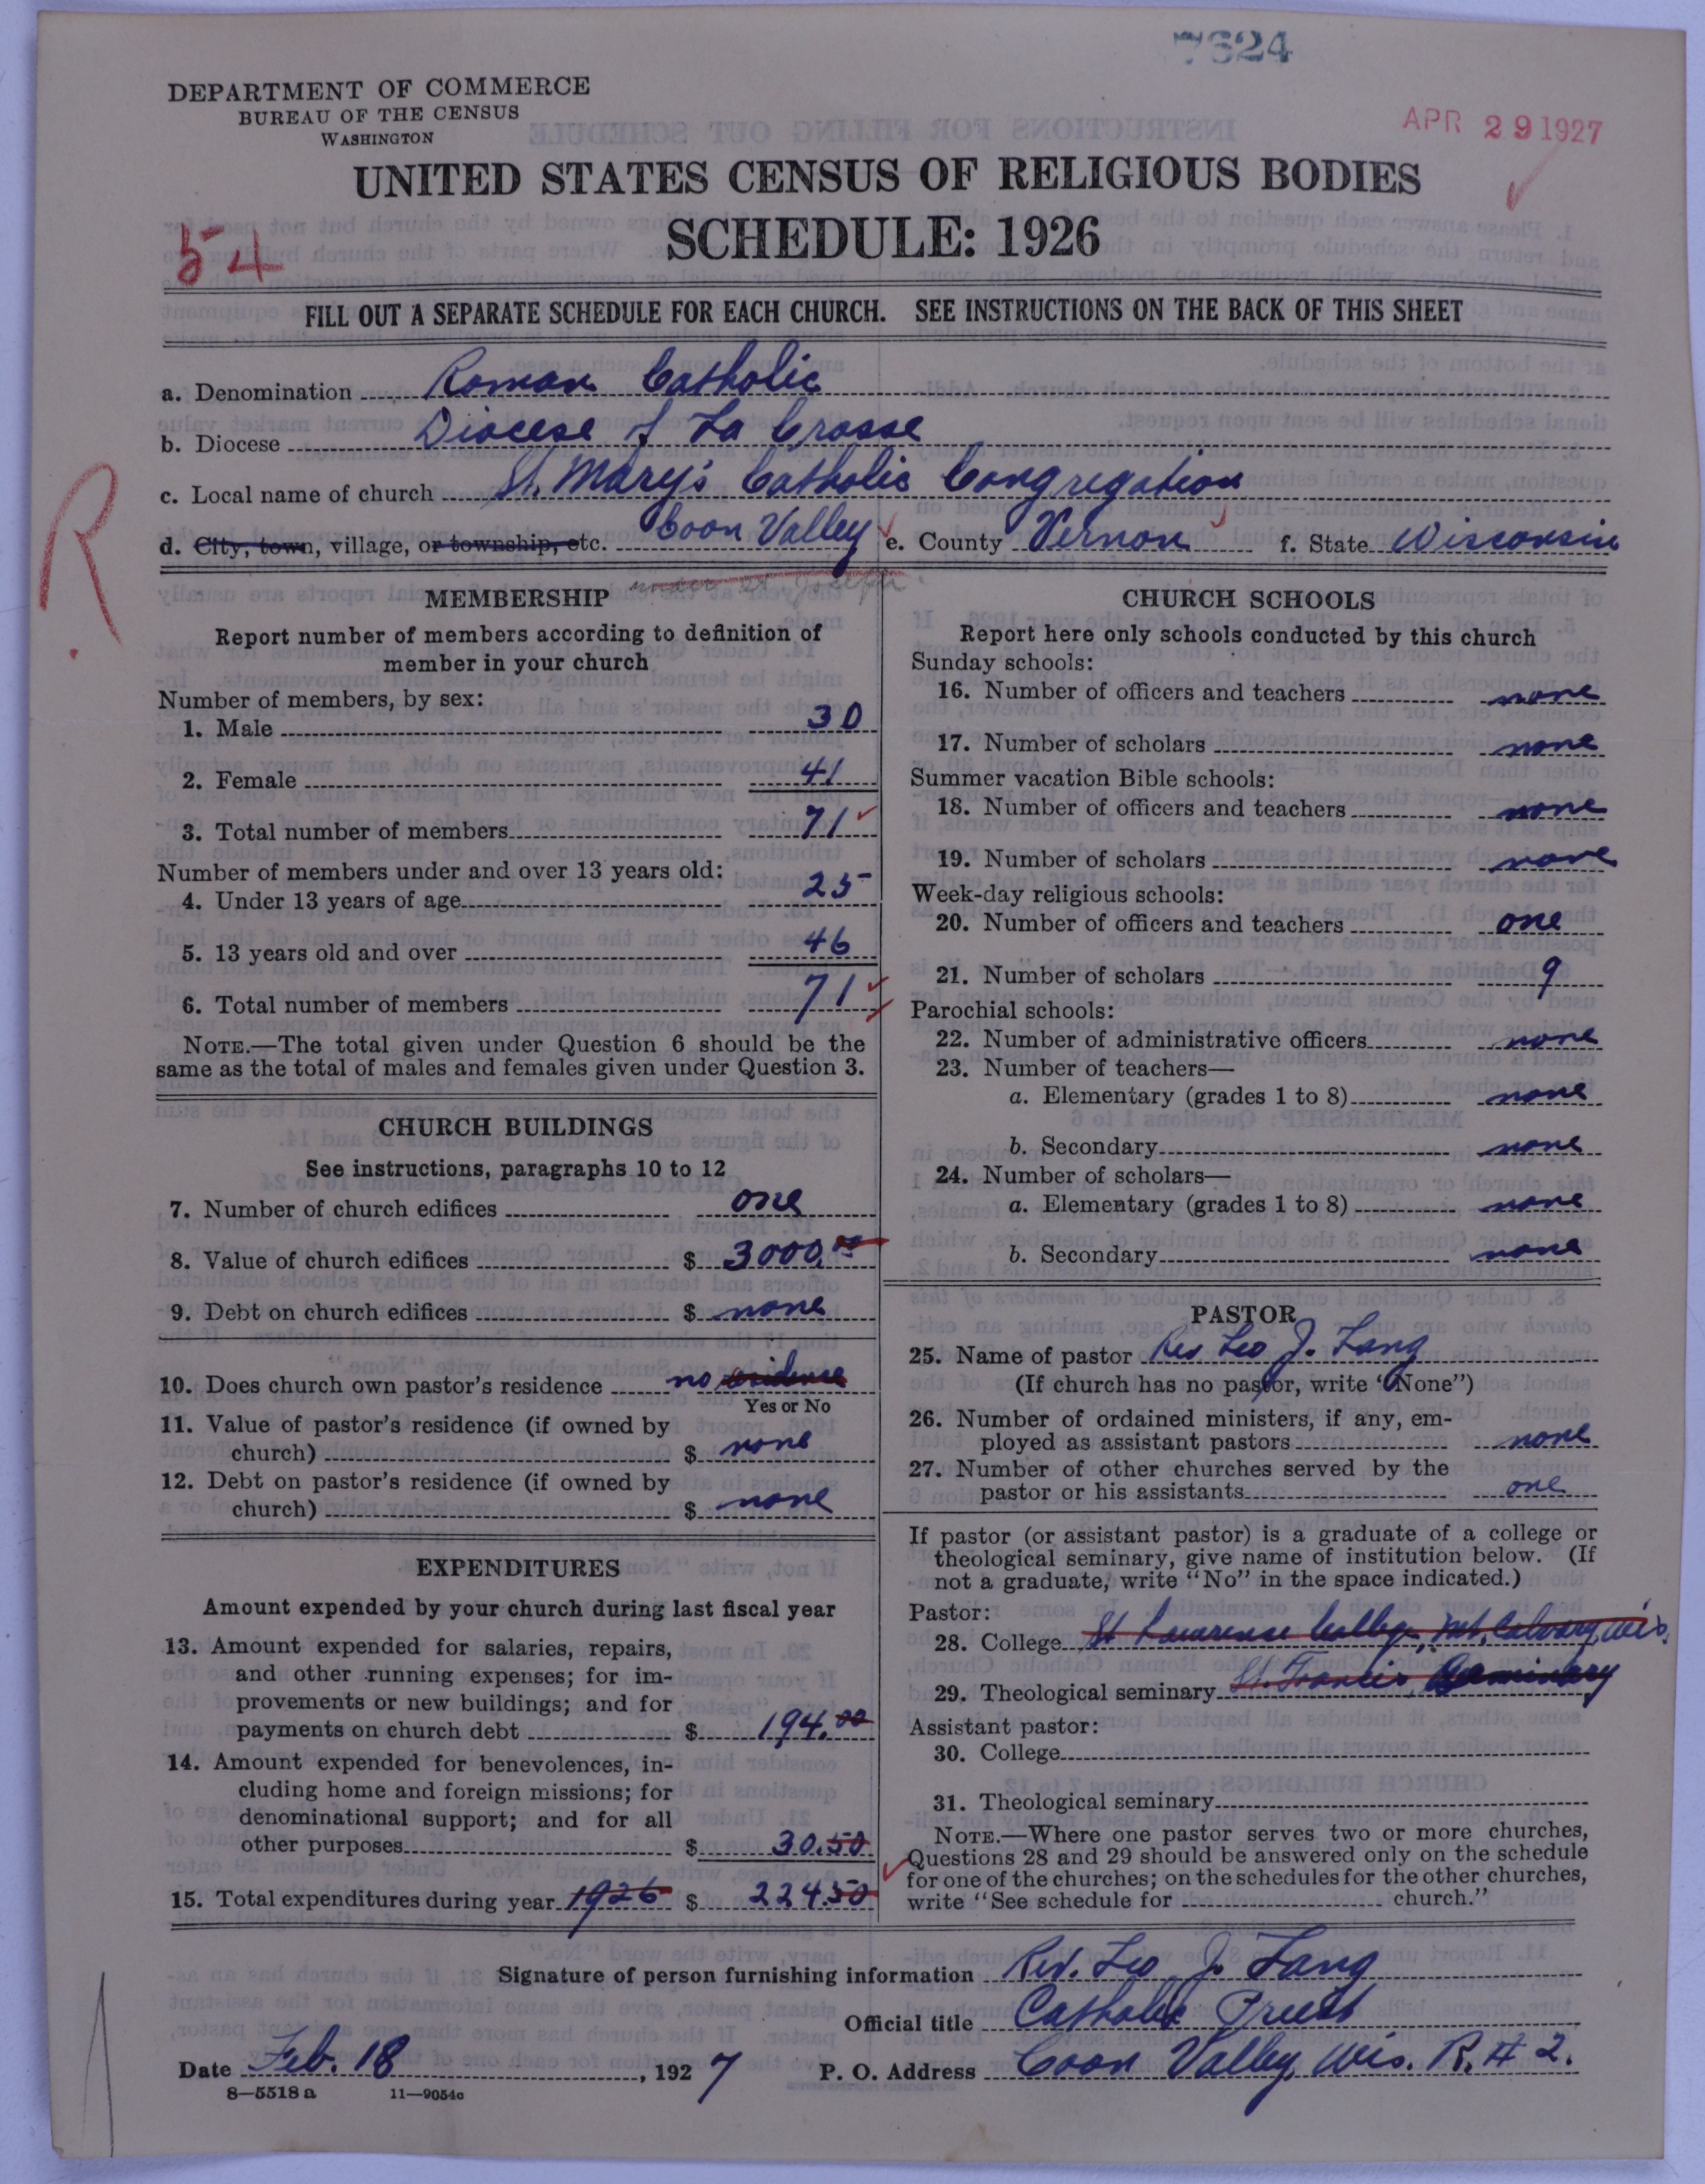 7624
DEPARTMENT OF COMMERCE
BUREAU OF THE CENSUS
WASHINGTON
APR 29 1927
UNITED STATES CENSUS OF RELIGIOUS BODIES
SCHEDULE: 1926
54
FILL OUT A SEPARATE SCHEDULE FOR EACH CHURCH. SEE INSTRUCTIONS ON THE BACK OF THIS SHEET
a. Denomination Roman Catholic
b. Diocese Diocese of La Crosse
c. Local name of church St. Mary's Catholic Congregation
d. City, town, village, or township, etc. Coon Valley e. County Vernon f. State Wisconsin
R.
under St Joseph.
MEMBERSHIP
Report number of members according to definition of
member in your church
Number of members, by sex:
1. Male 30
2. Female 41
3. Total number of members 71
Number of members under and over 13 years old:
4. Under 13 years of age 25
5. 13 years old and over 46
6. Total number of members 71
NOTE.—The total given under Question 6 should be the
same as the total of males and females given under Question 3.
CHURCH BUILDINGS
See instructions, paragraphs 10 to 12
7. Number of church edifices one
8. Value of church edifices $ 3000.00
9. Debt on church edifices $ none
10. Does church own pastor's residence no
Yes or No
11. Value of pastor's residence (if owned by
church) $ none
12. Debt on pastor's residence (if owned by
church) $ none
EXPENDITURES
Amount expended by your church during last fiscal year
13. Amount expended for salaries, repairs,
and other running expenses; for im-
provements or new buildings; and for
payments on church debt $ 194.00
14. Amount expended for benevolences, in-
cluding home and foreign missions; for
denominational support; and for all
other purposes $ 30.50
15. Total expenditures during year 1926 $ 224.50
CHURCH SCHOOLS
Report here only schools conducted by this church
Sunday schools:
16. Number of officers and teachers none
17. Number of scholars none
Summer vacation Bible schools:
18. Number of officers and teachers none
19. Number of scholars none
Week-day religious schools:
20. Number of officers and teachers one
21. Number of scholars 9
Parochial schools:
22. Number of administrative officers none
23. Number of teachers—
a. Elementary (grades 1 to 8) none
b. Secondary none
24. Number of scholars—
a. Elementary (grades 1 to 8) none
b. Secondary none
PASTOR
25. Name of pastor Rev Leo J. Lang
(If church has no pastor, write "None")
26. Number of ordained ministers, if any, em-
ployed as assistant pastors none
27. Number of other churches served by the
pastor or his assistants one
If pastor (or assistant pastor) is a graduate of a college or
theological seminary, give name of institution below. (If
not a graduate, write "No" in the space indicated.)
Pastor:
28. College St Lawrence College, Mt. Calvary, Wis.
29. Theological seminary St. Francis Seminary
Assistant pastor:
30. College
31. Theological seminary
NOTE.—Where one pastor serves two or more churches,
Questions 28 and 29 should be answered only on the schedule
for one of the churches; on the schedules for the other churches,
write "See schedule for church."
Signature of person furnishing information Rev. Leo J. Lang
Official title Catholic Priest
Date Feb. 18, 1927 P. O. Address Coon Valley, Wis. R. # 2.
8—5518 a 11—9054c